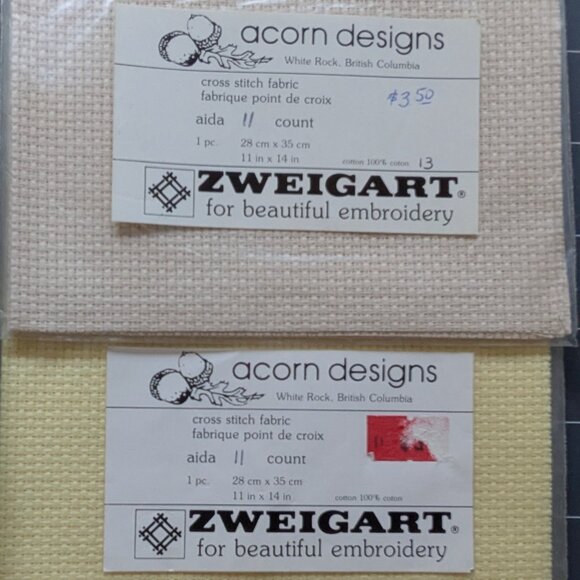 acorn designs
White Rock, British Columbia
cross stitch fabric
fabrique point de croix
$3.50
aida 11 count
1 pc. 28 cm x 35 cm
11 in x 14 in
cotton 100% coton 13
ZWEIGART®
for beautiful embroidery
acorn designs
White Rock, British Columbia
cross stitch fabric
fabrique point de croix
aida 11 count
1 pc. 28 cm x 35 cm
11 in x 14 in
cotton 100% coton
ZWEIGART®
for beautiful embroidery